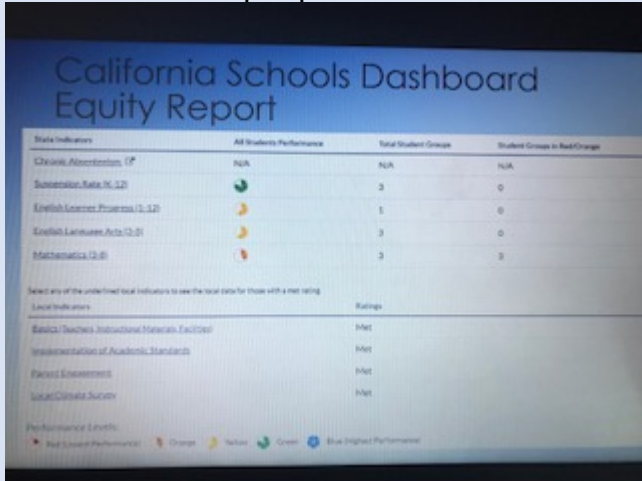 California Schools Dashboard
Equity Report
State Indicators All Students Performance Total Student Groups Student Groups in Red/Orange
Chronic Absenteeism N/A N/A N/A
Suspension Rate (K-12) 3 0
English Learner Progress (1-12) 1 0
English Language Arts (3-8) 3 0
Mathematics (3-8) 3 3
Select any of the underlined local indicators to see the local data for those with a met rating.
Local Indicators Ratings
Basics (Teachers, Instructional Materials, Facilities) Met
Implementation of Academic Standards Met
Parent Engagement Met
Local Climate Survey Met
Performance Levels:
Red (Lowest Performance) Orange Yellow Green Blue (Highest Performance)